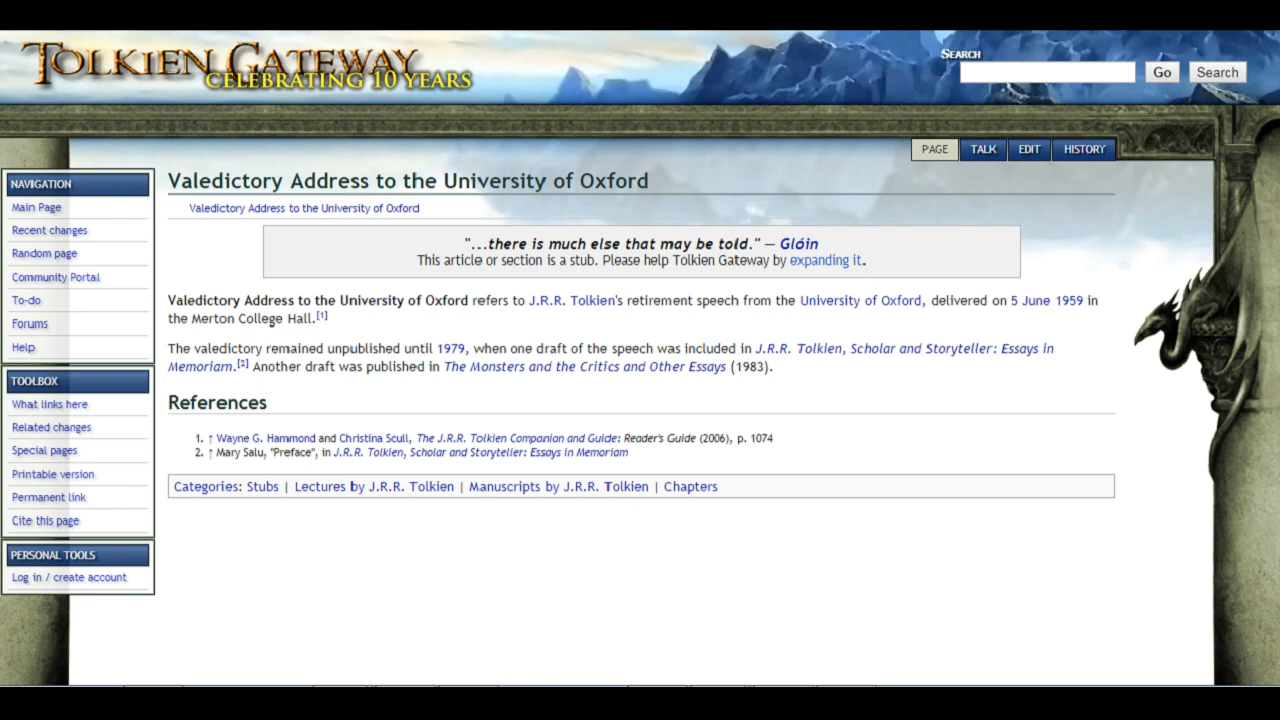 TOLKIEN GATEWAY
CELEBRATING 10 YEARS
SEARCH
Go
Search
PAGE
TALK
EDIT
HISTORY
NAVIGATION
Main Page
Recent changes
Random page
Community Portal
To-do
Forums
Help
TOOLBOX
What links here
Related changes
Special pages
Printable version
Permanent link
Cite this page
PERSONAL TOOLS
Log in / create account
Valedictory Address to the University of Oxford
Valedictory Address to the University of Oxford
"...there is much else that may be told." — Glóin
This article or section is a stub. Please help Tolkien Gateway by expanding it.
Valedictory Address to the University of Oxford refers to J.R.R. Tolkien's retirement speech from the University of Oxford, delivered on 5 June 1959 in
the Merton College Hall.[1]
The valedictory remained unpublished until 1979, when one draft of the speech was included in J.R.R. Tolkien, Scholar and Storyteller: Essays in
Memoriam.[2] Another draft was published in The Monsters and the Critics and Other Essays (1983).
References
1. ↑ Wayne G. Hammond and Christina Scull, The J.R.R. Tolkien Companion and Guide: Reader's Guide (2006), p. 1074
2. ↑ Mary Salu, "Preface", in J.R.R. Tolkien, Scholar and Storyteller: Essays in Memoriam
Categories: Stubs | Lectures by J.R.R. Tolkien | Manuscripts by J.R.R. Tolkien | Chapters